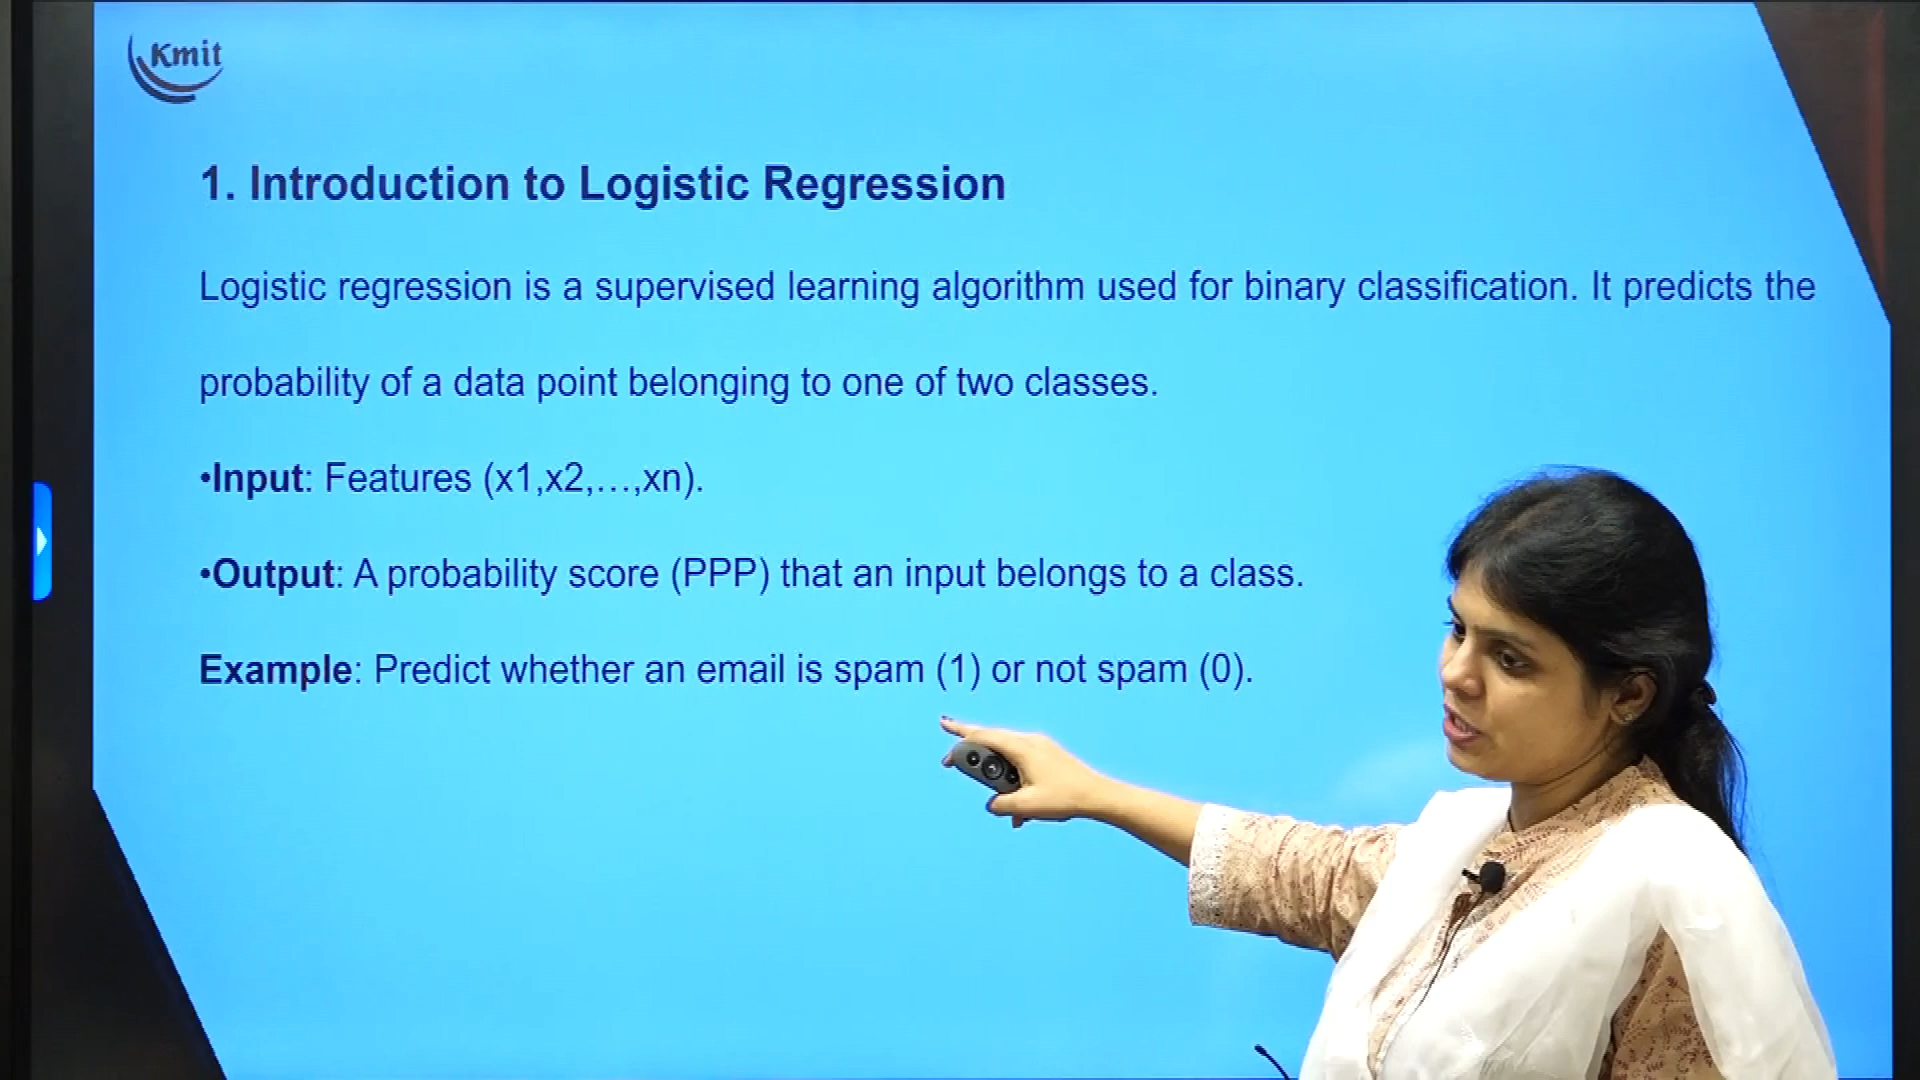 Kmit
1. Introduction to Logistic Regression
Logistic regression is a supervised learning algorithm used for binary classification. It predicts the
probability of a data point belonging to one of two classes.
•Input: Features (x1,x2,…,xn).
•Output: A probability score (PPP) that an input belongs to a class.
Example: Predict whether an email is spam (1) or not spam (0).